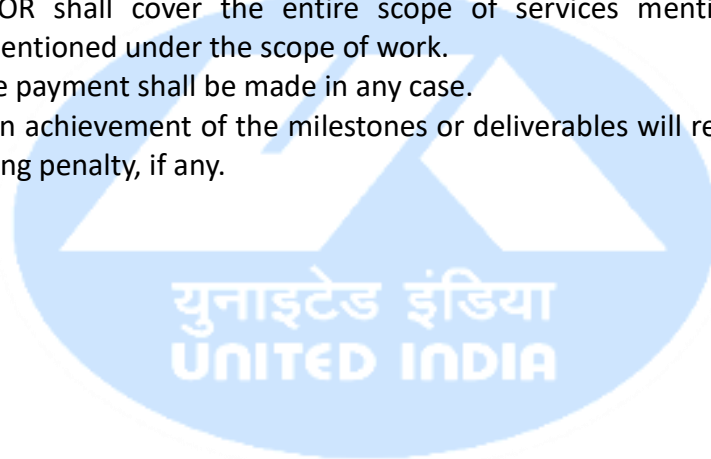 OR shall cover the entire scope of services menti
entioned under the scope of work.
e payment shall be made in any case.
n achievement of the milestones or deliverables will re
ng penalty, if any.
युनाइटेड इंडिया
UNITED INDIA